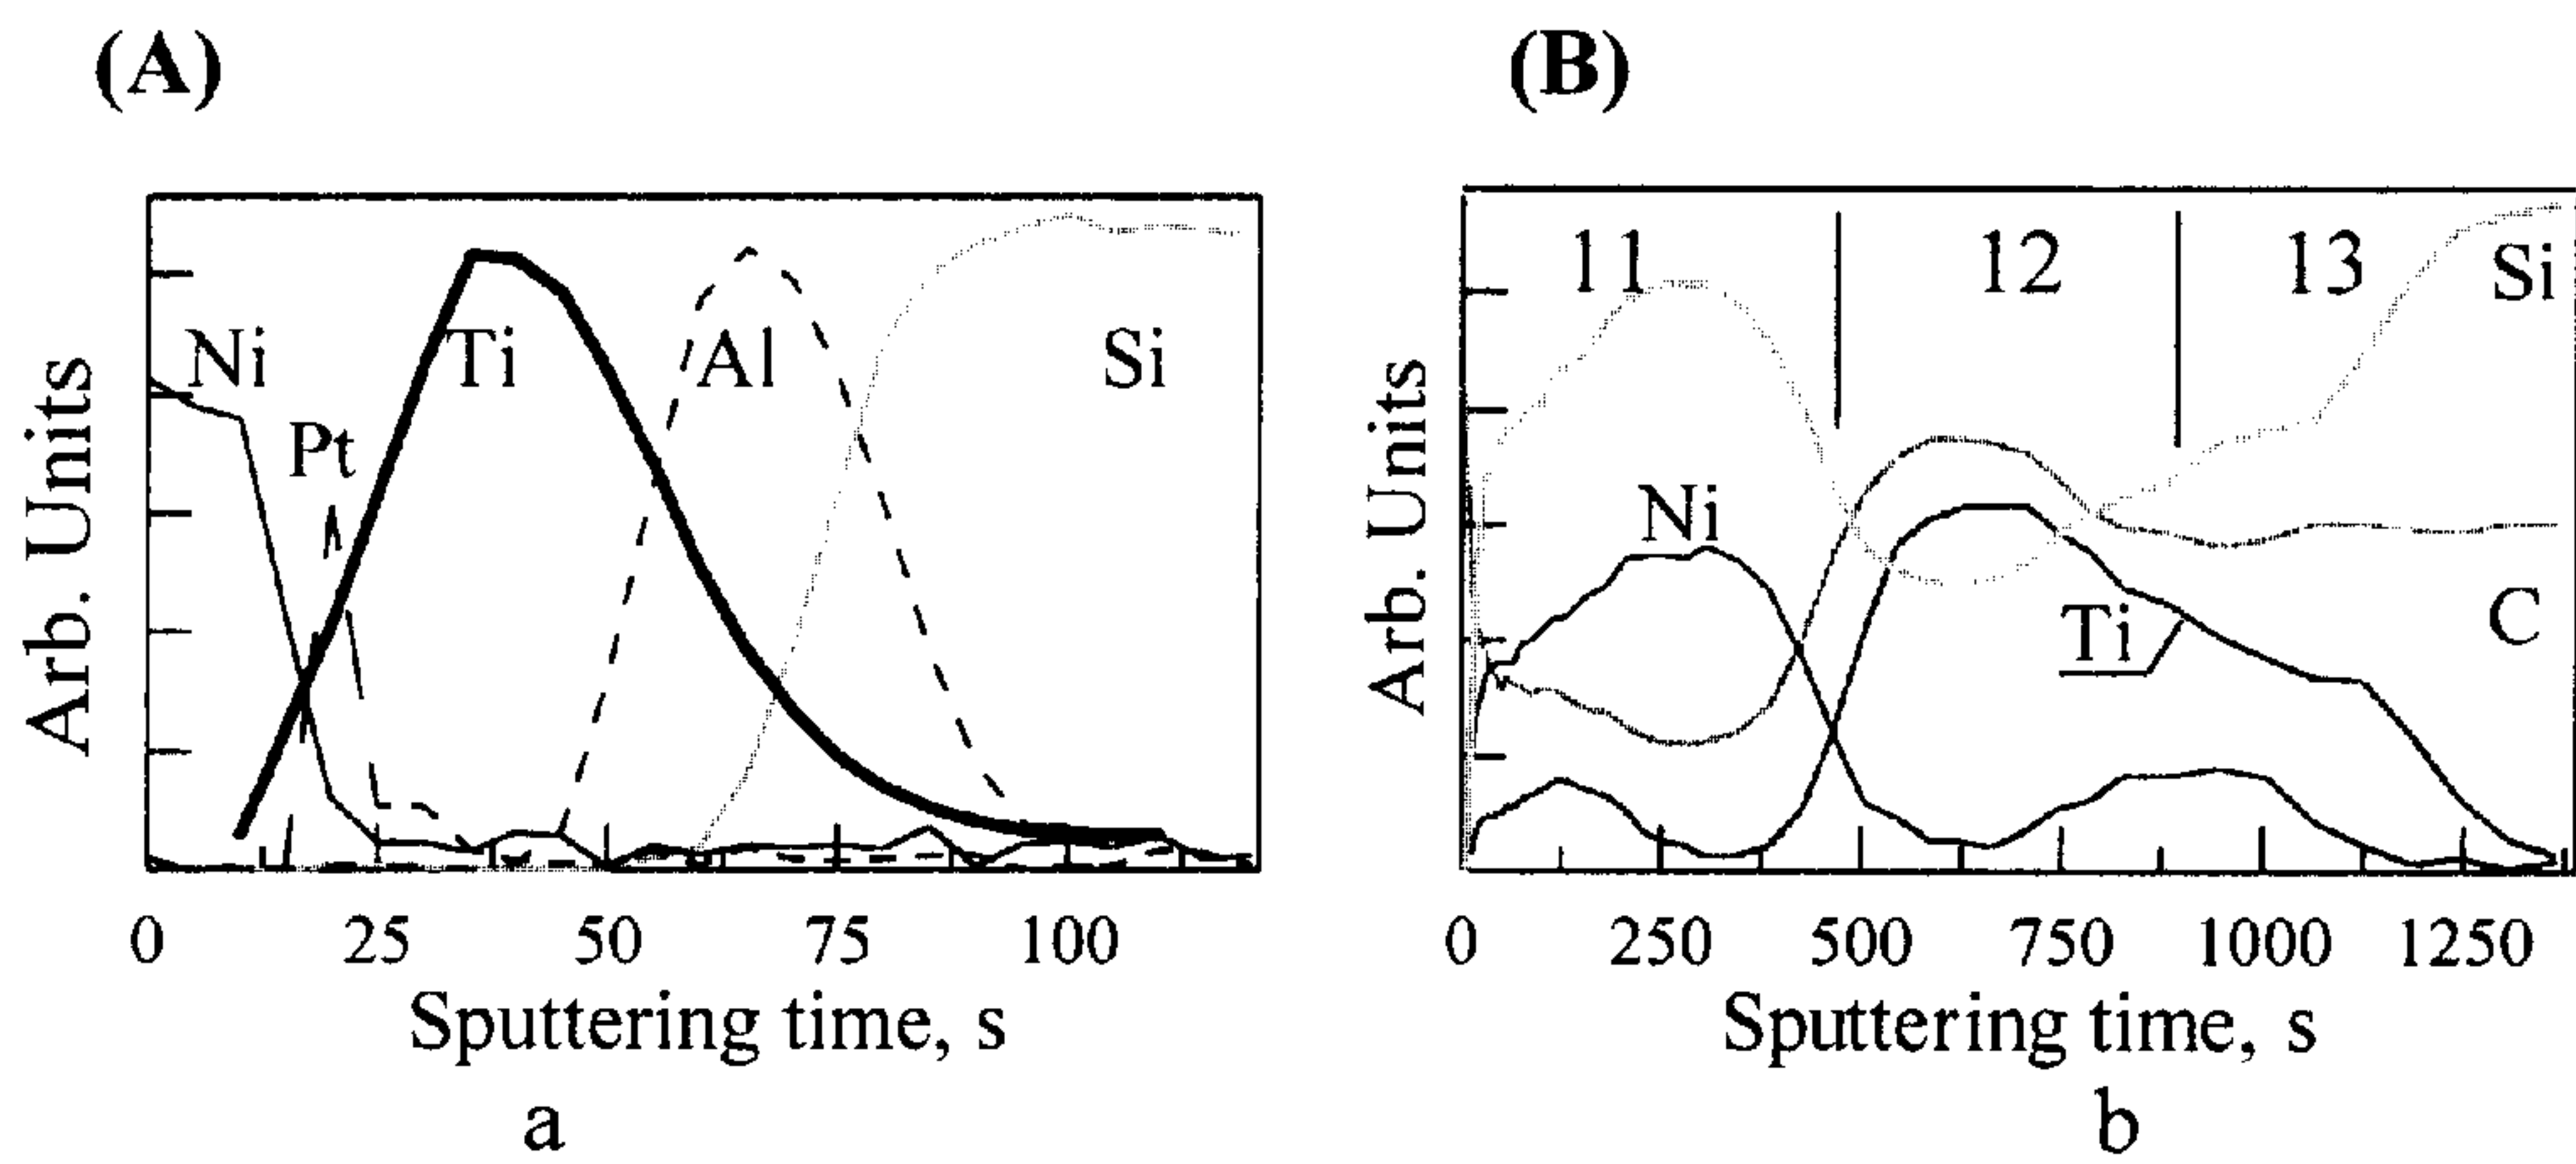 (A)
(B)
Arb. Units
Ni
Pt
Ti
Al
Si
0 25 50 75 100
Sputtering time, s
a
Arb. Units
11 12 13
Si
Ni
Ti
C
0 250 500 750 1000 1250
Sputtering time, s
b